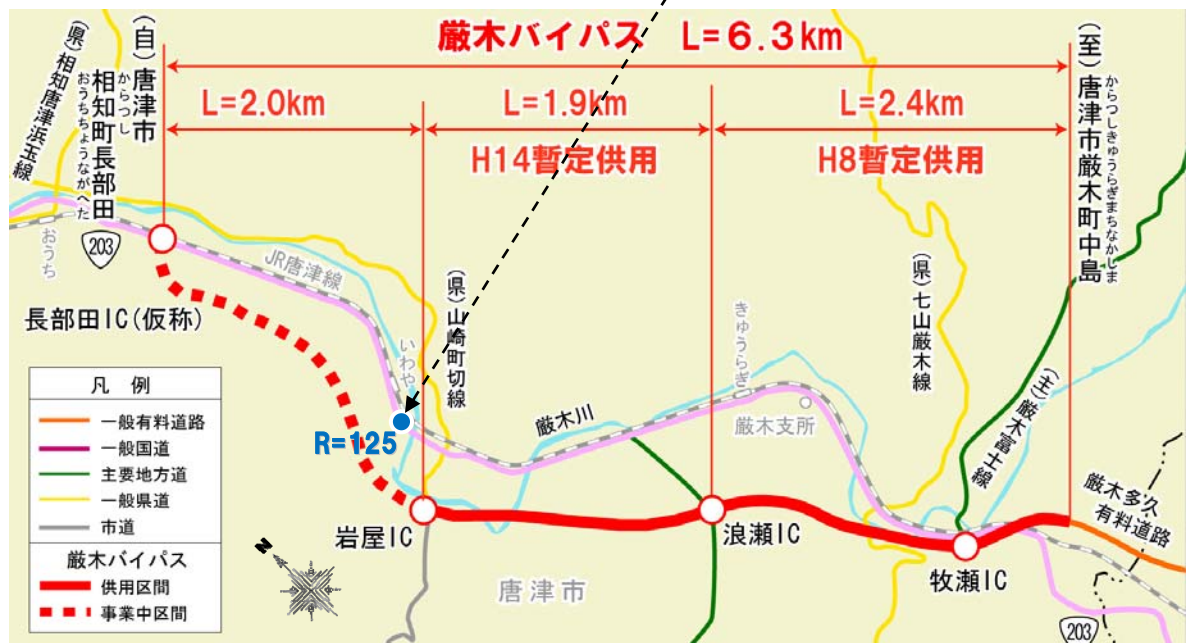 厳木バイパス L=6.3km
L=2.0km
L=1.9km
L=2.4km
H14暫定供用
H8暫定供用
(自)唐津市
からつし
相知町長部田
おうちちょうながへた
(県)相知唐津浜玉線
(至)唐津市厳木町中島
からつしきゅうらぎまちなかしま
おうち
203
JR唐津線
長部田IC(仮称)
(県)山崎町切線
いわや
R=125
厳木川
きゅうらぎ
厳木支所
(県)七山厳木線
(主)厳木富士線
厳木多久
有料道路
岩屋IC
浪瀬IC
牧瀬IC
唐津市
203
N
凡 例
一般有料道路
一般国道
主要地方道
一般県道
市道
厳木バイパス
供用区間
事業中区間